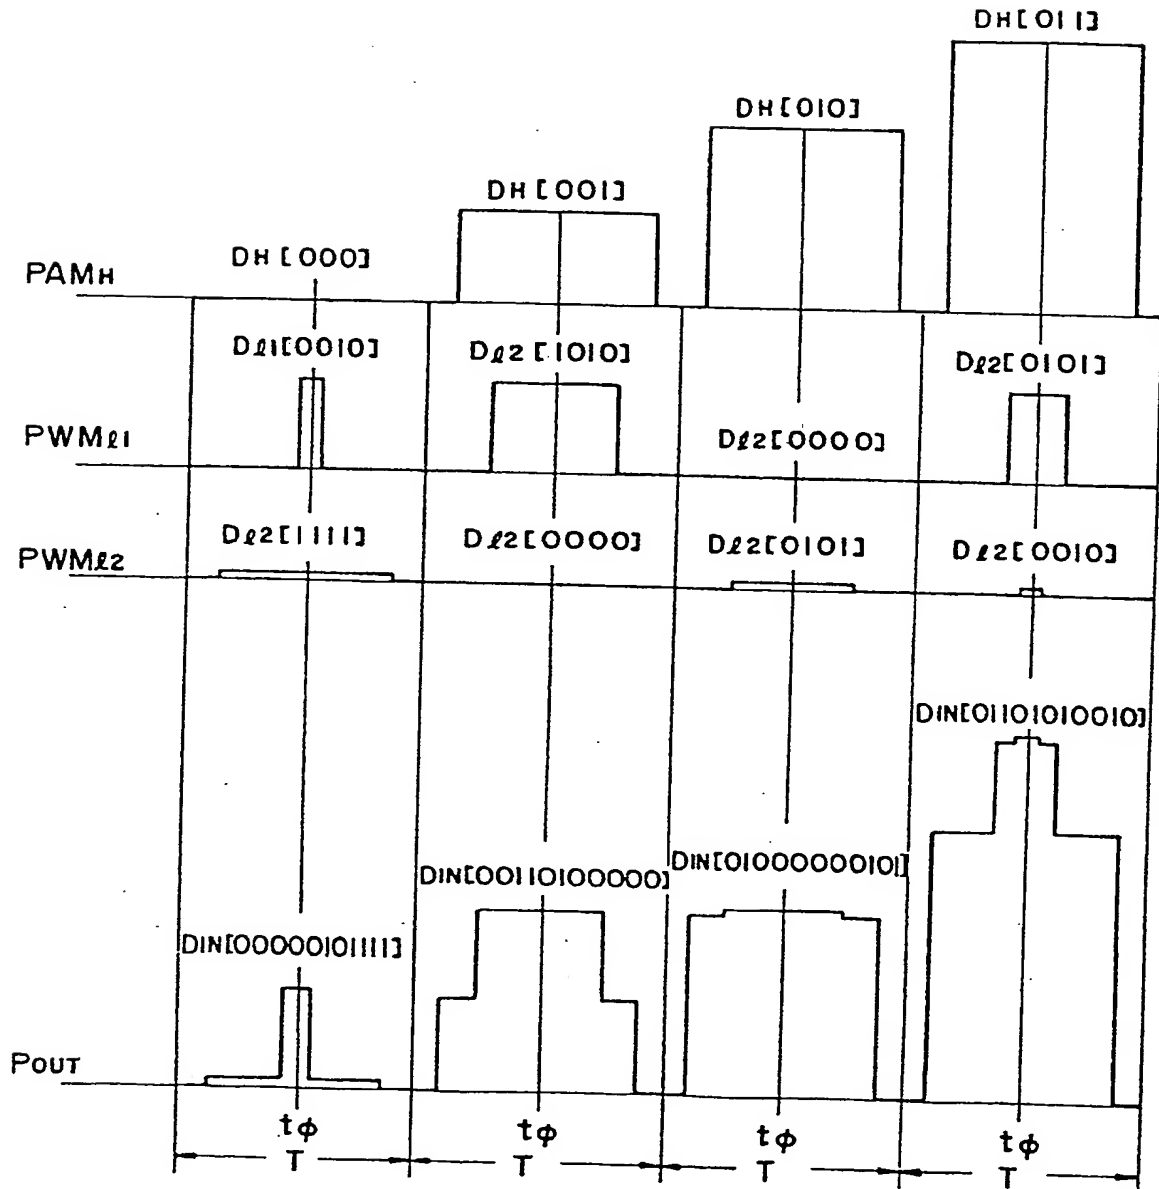 DH[011]
DH[010]
DH[001]
DH[000]
PAMH
Dℓ1[0010]
Dℓ2[1010]
Dℓ2[0101]
PWMℓ1
Dℓ2[0000]
Dℓ2[1111]
Dℓ2[0000]
Dℓ2[0101]
Dℓ2[0010]
PWMℓ2
DIN[01101010010]
DIN[00110100000]
DIN[01000000101]
DIN[00000101111]
POUT
tφ
tφ
tφ
tφ
T
T
T
T